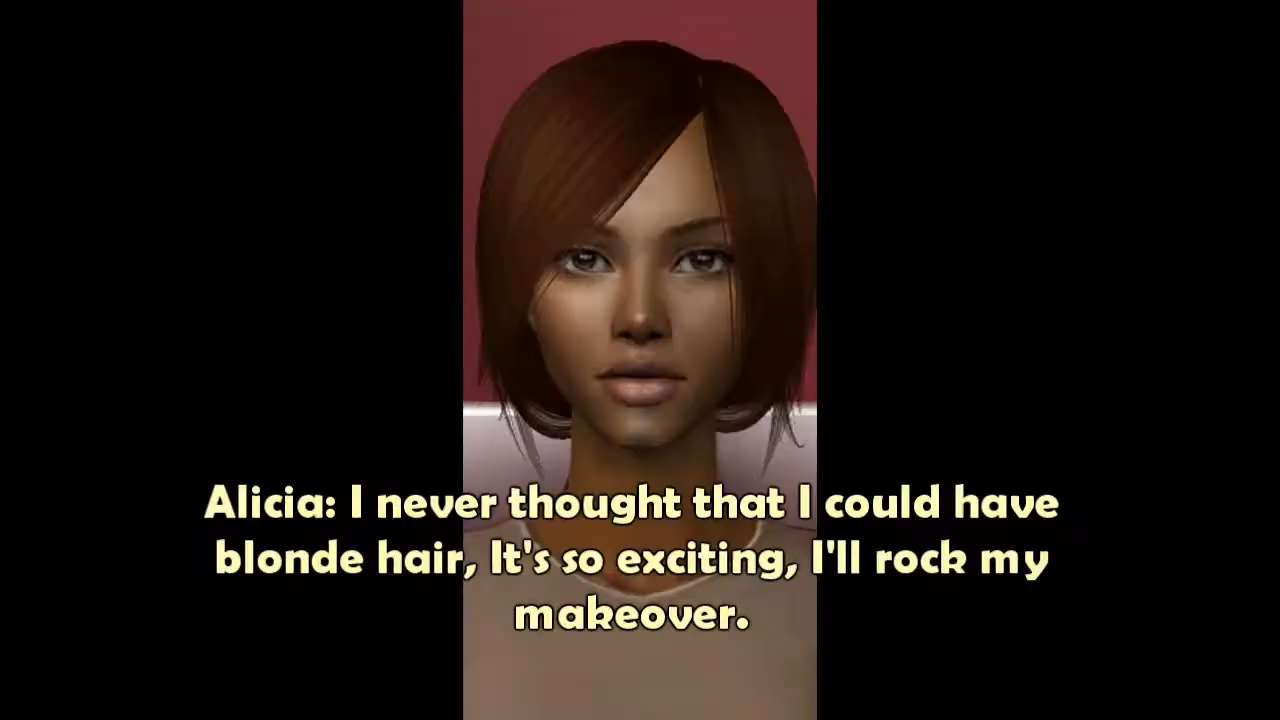 Alicia: I never thought that I could have
blonde hair, It's so exciting, I'll rock my
makeover.